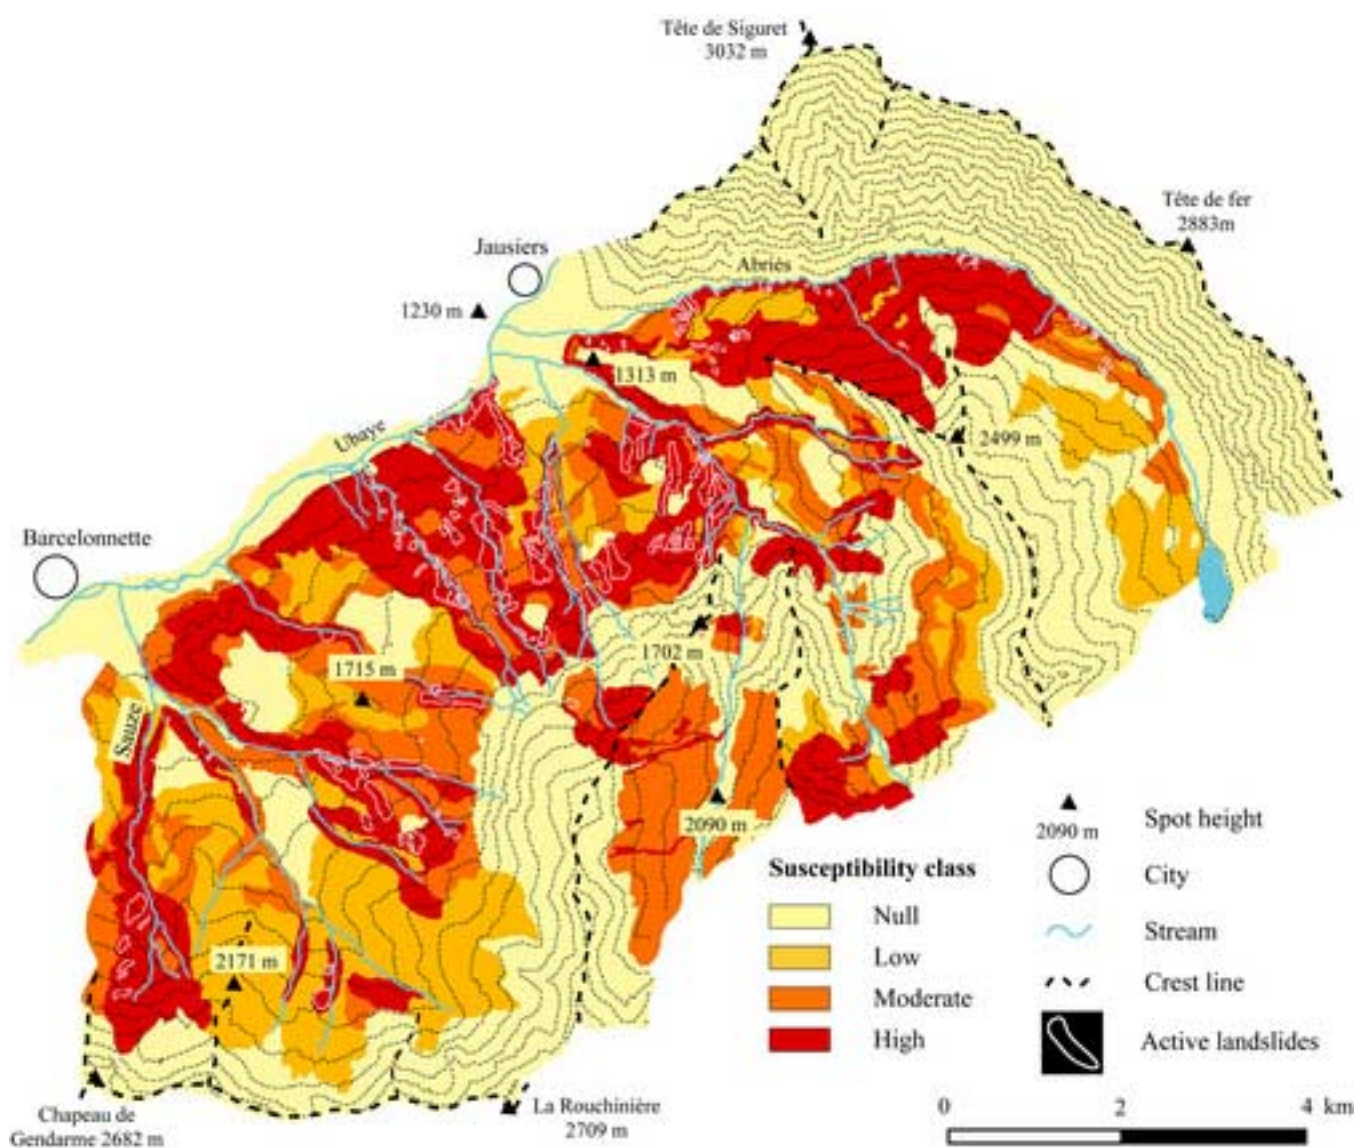 Tête de Siguret
3032 m
Tête de fer
2883m
Jausiers
Abriès
1230 m
1313 m
Ubaye
2499 m
Barcelonnette
1702 m
1715 m
Sauze
2090 m
2171 m
Chapeau de
Gendarme 2682 m
La Rouchinière
2709 m
Susceptibility class
Null
Low
Moderate
High
2090 m
Spot height
City
Stream
Crest line
Active landslides
0 2 4 km